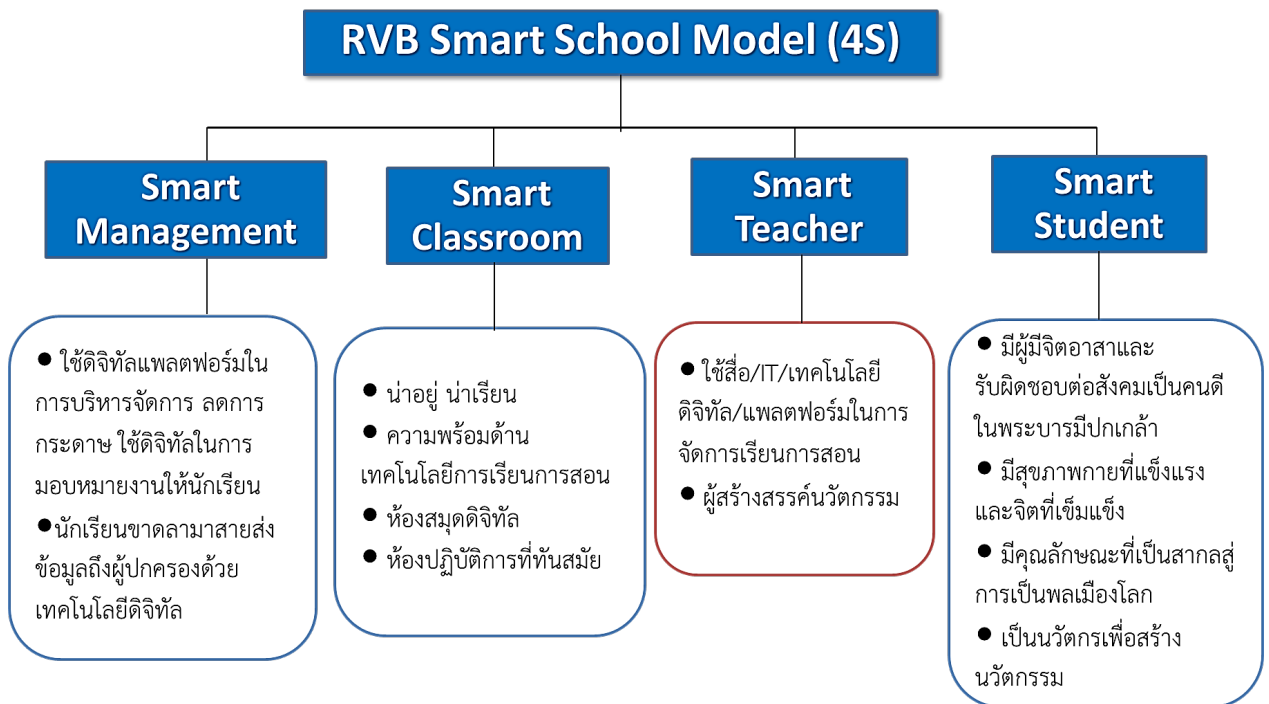 RVB Smart School Model (4S)
Smart
Management
Smart
Classroom
Smart
Teacher
Smart
Student
● ใช้ดิจิทัลแพลตฟอร์มใน
การบริหารจัดการ ลดการ
กระดาษ ใช้ดิจิทัลในการ
มอบหมายงานให้นักเรียน
●นักเรียนขาดลามาสายส่ง
ข้อมูลถึงผู้ปกครองด้วย
เทคโนโลยีดิจิทัล
● น่าอยู่ น่าเรียน
● ความพร้อมด้าน
เทคโนโลยีการเรียนการสอน
● ห้องสมุดดิจิทัล
● ห้องปฏิบัติการที่ทันสมัย
● ใช้สื่อ/IT/เทคโนโลยี
ดิจิทัล/แพลตฟอร์มในการ
จัดการเรียนการสอน
● ผู้สร้างสรรค์นวัตกรรม
● มีผู้มีจิตอาสาและ
รับผิดชอบต่อสังคมเป็นคนดี
ในพระบารมีปกเกล้า
● มีสุขภาพกายที่แข็งแรง
และจิตที่เข็มแข็ง
● มีคุณลักษณะที่เป็นสากลสู่
การเป็นพลเมืองโลก
● เป็นนวัตกรเพื่อสร้าง
นวัตกรรม